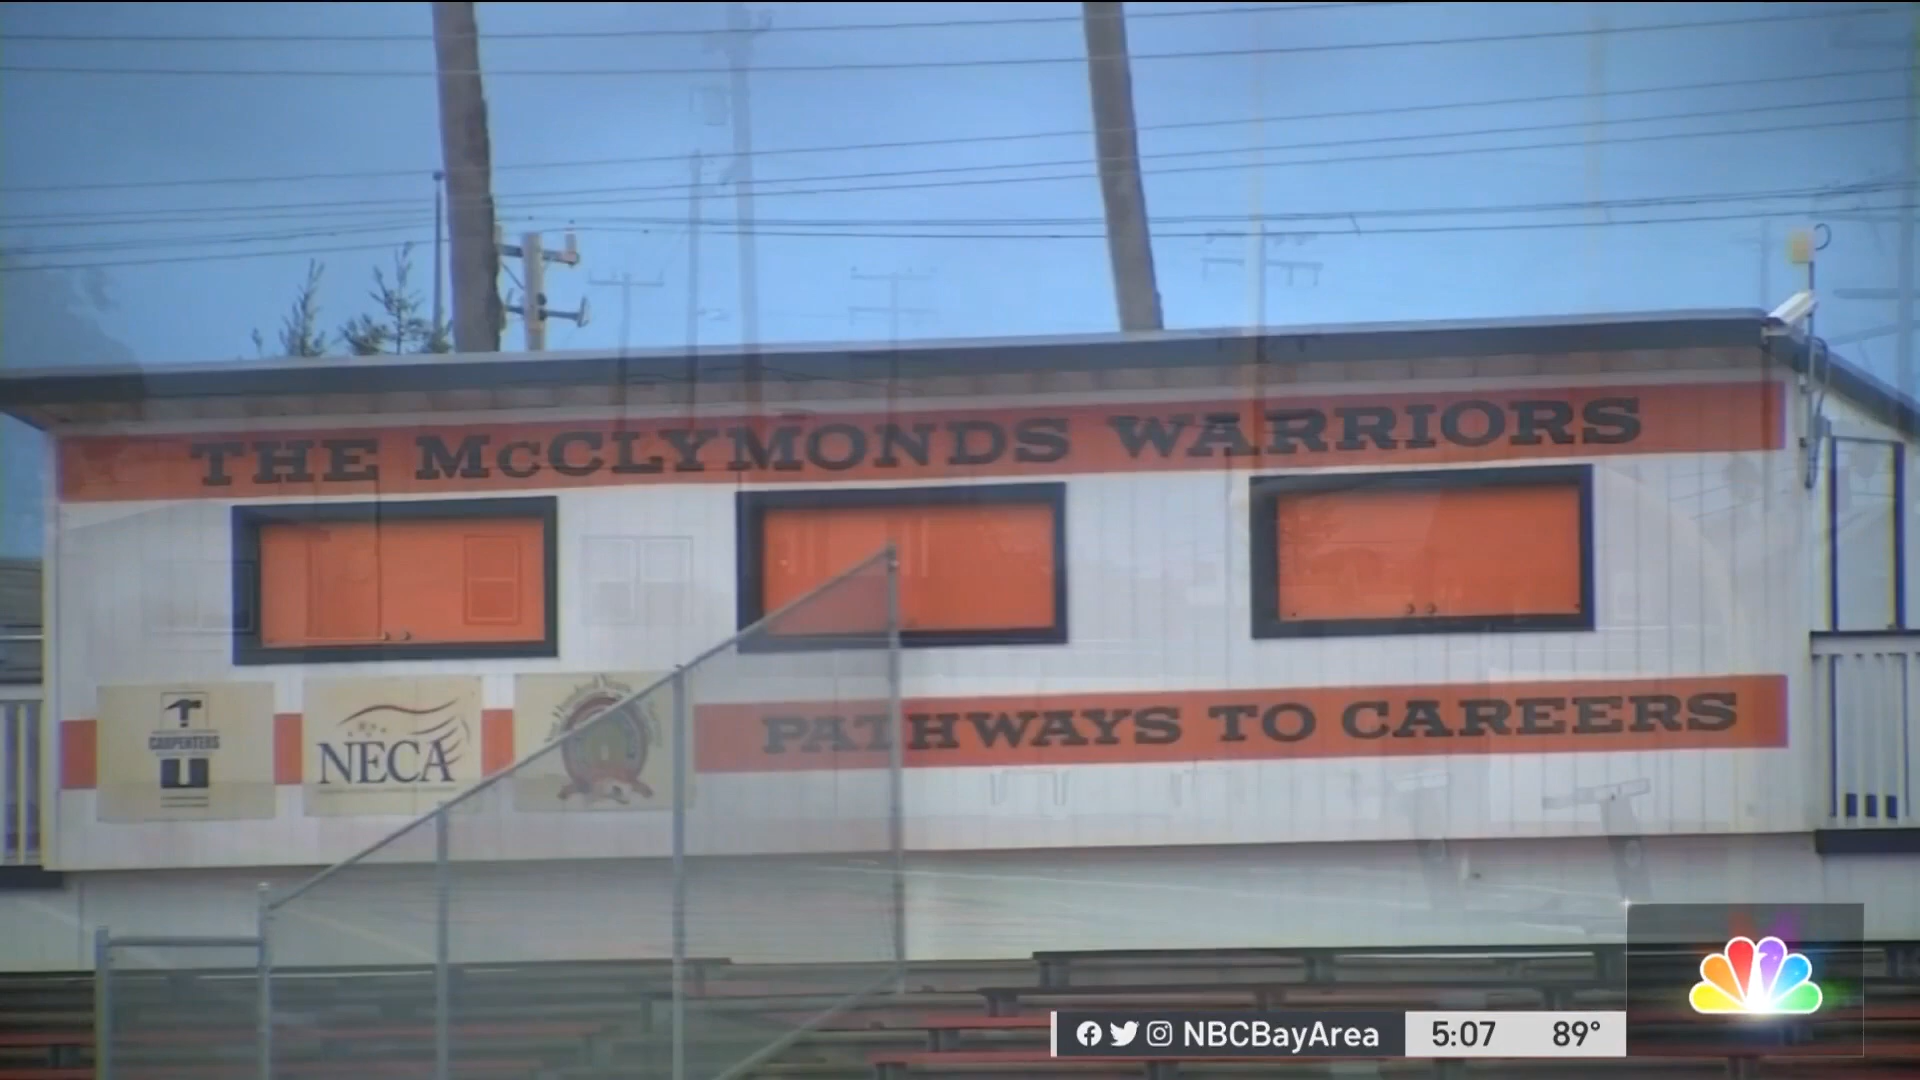 THE McCLYMONDS WARRIORS
CARPENTERS
NECA
PATHWAYS TO CAREERS
NBCBayArea
5:07 89°